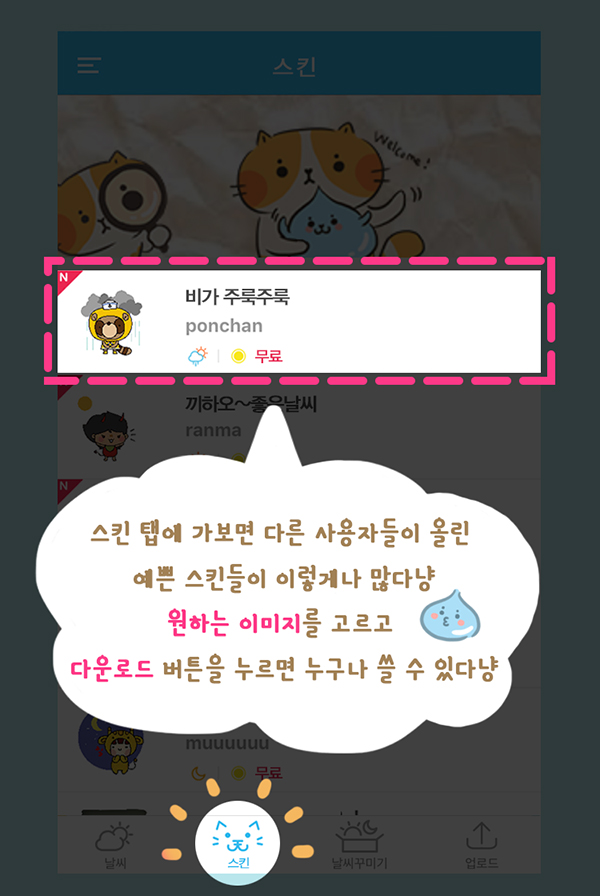 스킨
Welcome!
N
비가 주룩주룩
ponchan
무료
끼하오~좋은날씨
ranma
N
스킨 탭에 가보면 다른 사용자들이 올린
예쁜 스킨들이 이렇게나 많다냥
원하는 이미지를 고르고
다운로드 버튼을 누르면 누구나 쓸 수 있다냥
muuuuuu
무료
날씨
스킨
날씨꾸미기
업로드